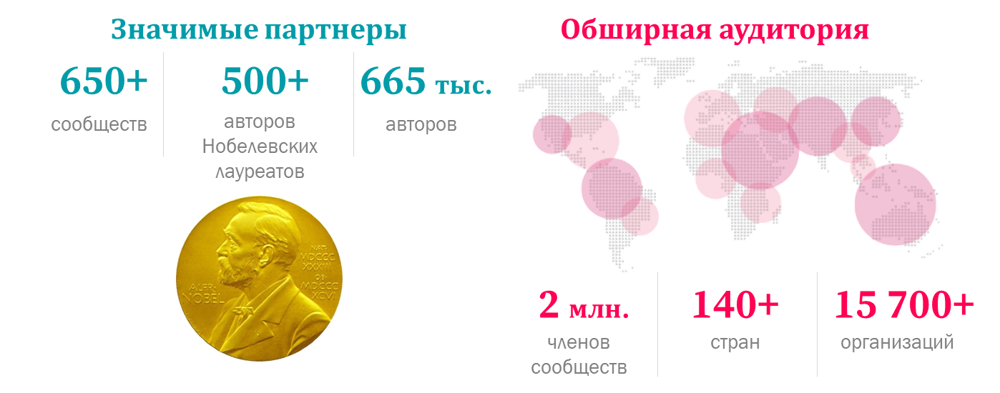 Значимые партнеры
650+
сообществ
500+
авторов
Нобелевских
лауреатов
665 тыс.
авторов
ALFR·
NOBEL
NAT·
MDCCC
XXXIII
OB·
MDCCC
XCVI
Обширная аудитория
2 млн.
членов
сообществ
140+
стран
15 700+
организаций